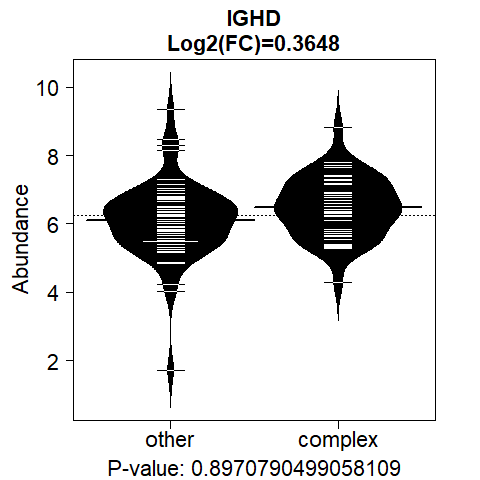 IGHD
Log2(FC)=0.3648
10
8
6
4
2
Abundance
other complex
P-value: 0.8970790499058109